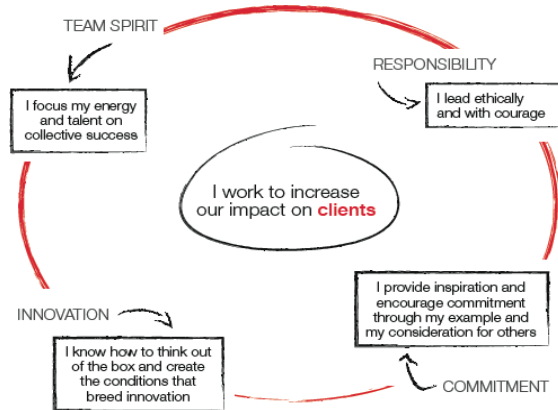 TEAM SPIRIT
I focus my energy
and talent on
collective success
RESPONSIBILITY
I lead ethically
and with courage
I work to increase
our impact on clients
INNOVATION
I know how to think out
of the box and create
the conditions that
breed innovation
I provide inspiration and
encourage commitment
through my example and
my consideration for others
COMMITMENT